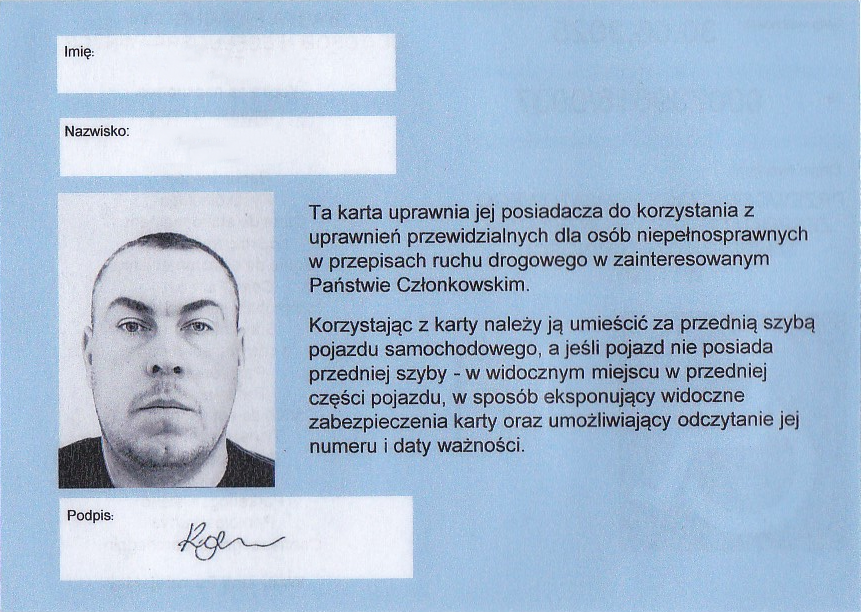 Imię:
Nazwisko:
Ta karta uprawnia jej posiadacza do korzystania z
uprawnień przewidzialnych dla osób niepełnosprawnych
w przepisach ruchu drogowego w zainteresowanym
Państwie Członkowskim.
Korzystając z karty należy ją umieścić za przednią szybą
pojazdu samochodowego, a jeśli pojazd nie posiada
przedniej szyby - w widocznym miejscu w przedniej
części pojazdu, w sposób eksponujący widoczne
zabezpieczenia karty oraz umożliwiający odczytanie jej
numeru i daty ważności.
Podpis: